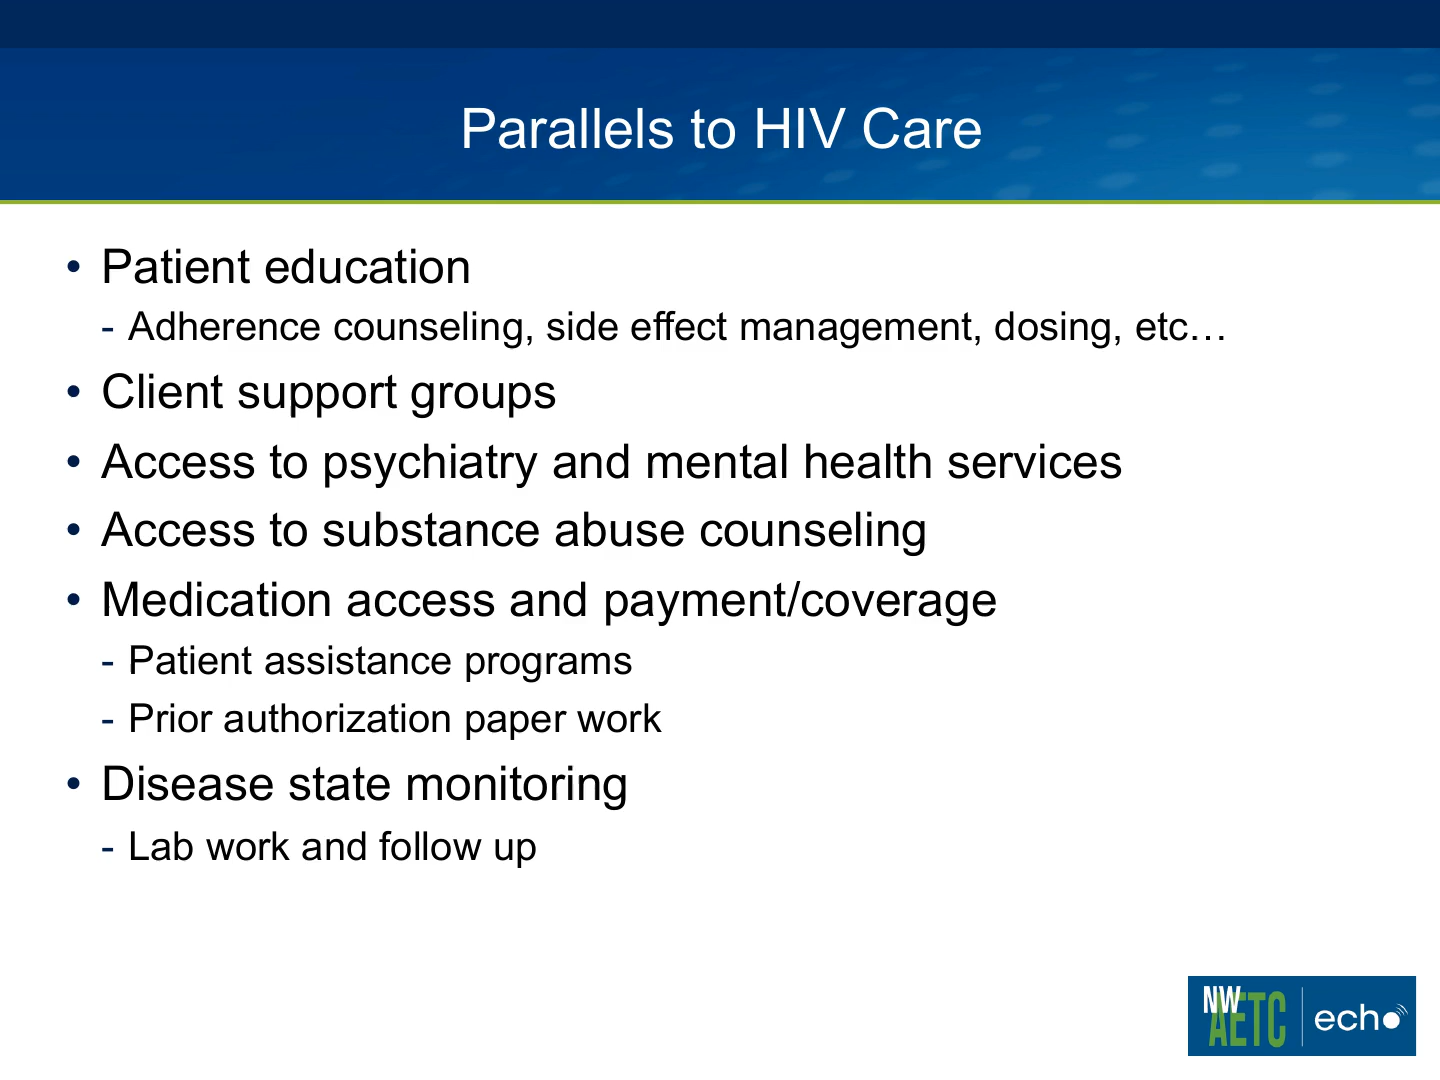 Parallels to HIV Care
• Patient education
- Adherence counseling, side effect management, dosing, etc…
• Client support groups
• Access to psychiatry and mental health services
• Access to substance abuse counseling
• Medication access and payment/coverage
- Patient assistance programs
- Prior authorization paper work
• Disease state monitoring
- Lab work and follow up
NW
AETC
echo